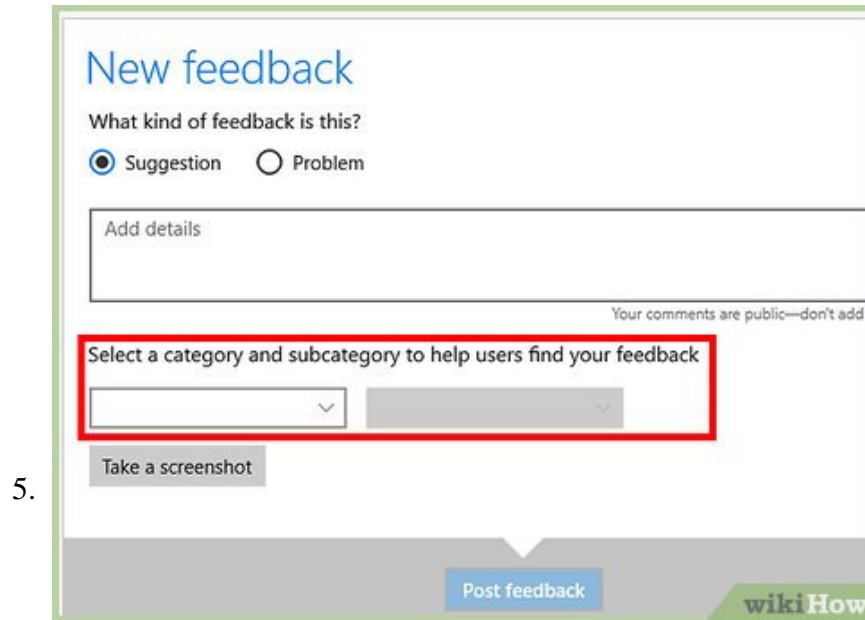 New feedback
What kind of feedback is this?
Suggestion Problem
Add details
Your comments are public—don't add
Select a category and subcategory to help users find your feedback
Take a screenshot
5.
Post feedback
wikiHow